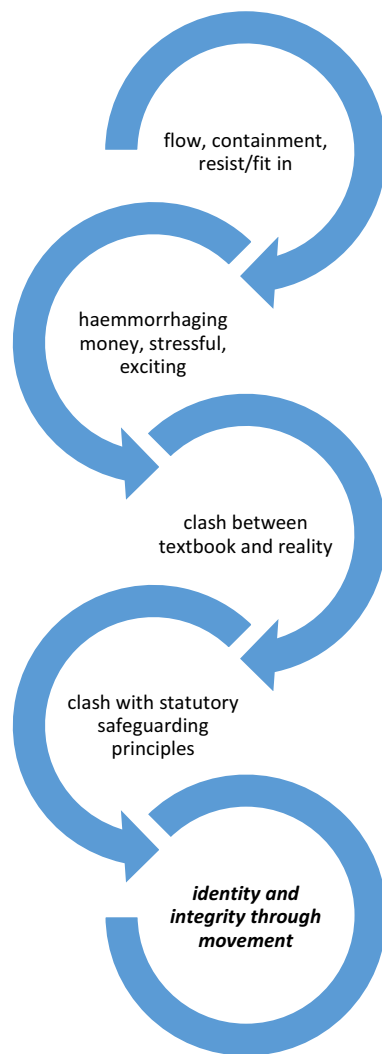 flow, containment,
resist/fit in
haemmorrhaging
money, stressful,
exciting
clash between
textbook and reality
clash with statutory
safeguarding
principles
identity and
integrity through
movement